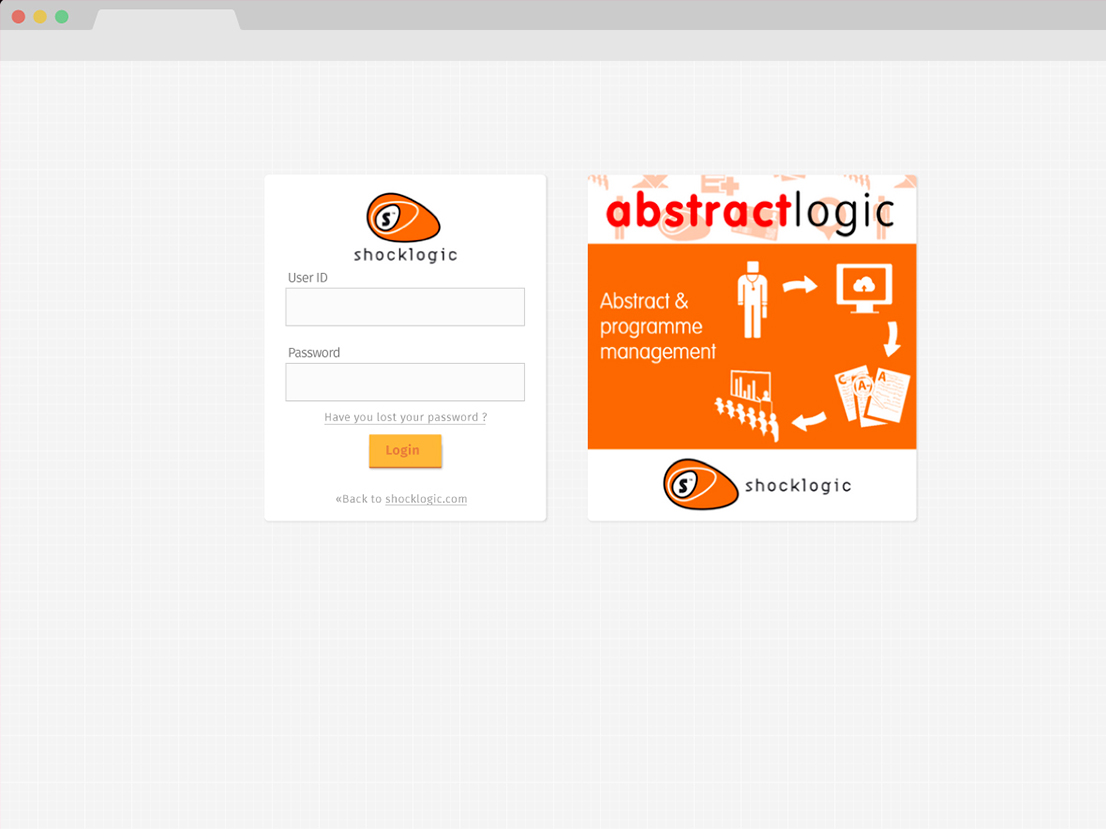 S
shocklogic
User ID
Password
Have you lost your password ?
Login
«Back to shocklogic.com
abstractlogic
Abstract &
programme
management
C
(A-)
A
S
shocklogic